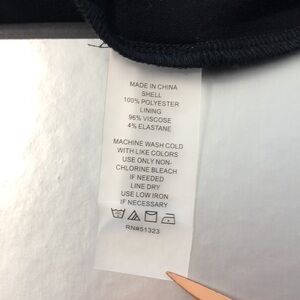 MADE IN CHINA
SHELL
100% POLYESTER
LINING
96% VISCOSE
4% ELASTANE
MACHINE WASH COLD
WITH LIKE COLORS
USE ONLY NON-
CHLORINE BLEACH
IF NEEDED
LINE DRY
USE LOW IRON
IF NECESSARY
RN#51323